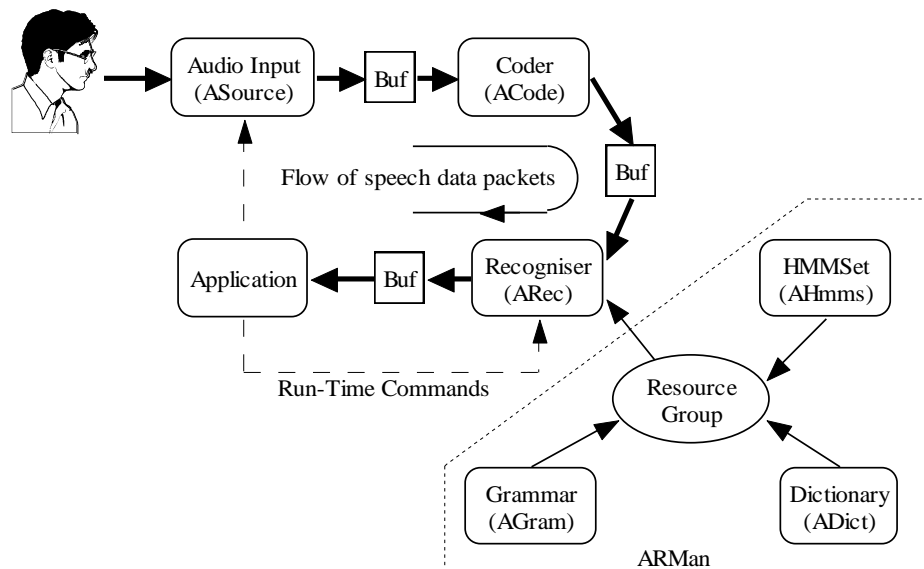 Audio Input
(ASource)
Buf
Coder
(ACode)
Buf
Flow of speech data packets
Application
Buf
Recogniser
(ARec)
HMMSet
(AHmms)
Run-Time Commands
Resource
Group
Grammar
(AGram)
Dictionary
(ADict)
ARMan